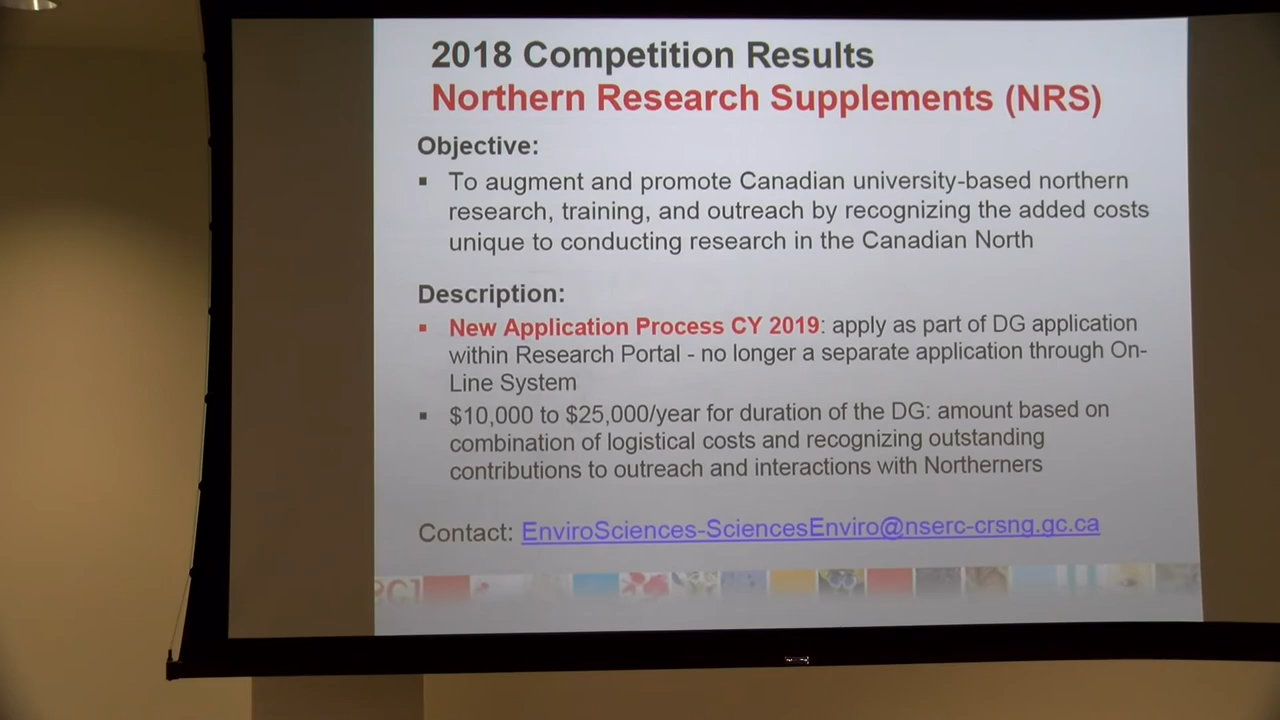 2018 Competition Results
Northern Research Supplements (NRS)
Objective:
▪ To augment and promote Canadian university-based northern
research, training, and outreach by recognizing the added costs
unique to conducting research in the Canadian North
Description:
▪ New Application Process CY 2019: apply as part of DG application
within Research Portal - no longer a separate application through On-
Line System
▪ $10,000 to $25,000/year for duration of the DG: amount based on
combination of logistical costs and recognizing outstanding
contributions to outreach and interactions with Northerners
Contact: EnviroSciences-SciencesEnviro@nserc-crsng.gc.ca